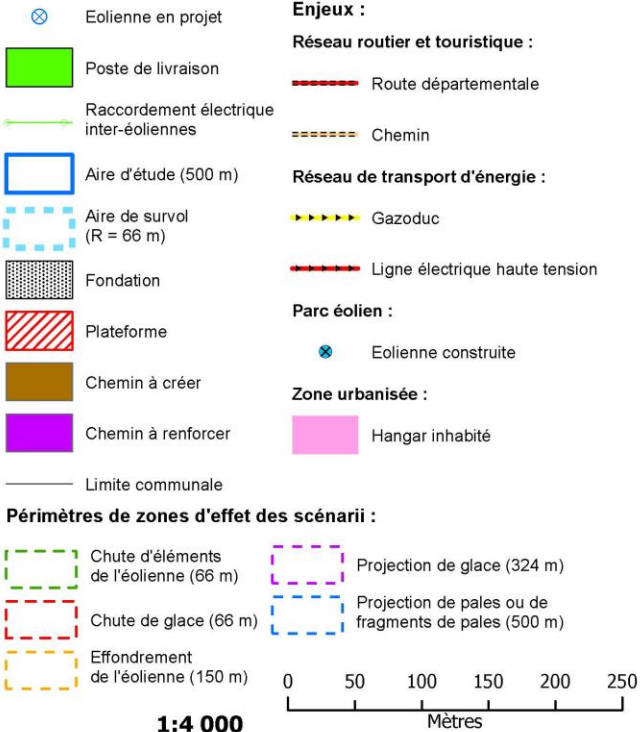 Eolienne en projet
Poste de livraison
Raccordement électrique
inter-éoliennes
Aire d'étude (500 m)
Aire de survol
(R = 66 m)
Fondation
Plateforme
Chemin à créer
Chemin à renforcer
Limite communale
Enjeux :
Réseau routier et touristique :
Route départementale
Chemin
Réseau de transport d'énergie :
Gazoduc
Ligne électrique haute tension
Parc éolien :
Eolienne construite
Zone urbanisée :
Hangar inhabité
Périmètres de zones d'effet des scénarii :
Chute d'éléments
de l'éolienne (66 m)
Chute de glace (66 m)
Effondrement
de l'éolienne (150 m)
Projection de glace (324 m)
Projection de pales ou de
fragments de pales (500 m)
0 50 100 150 200 250
Mètres
1:4 000